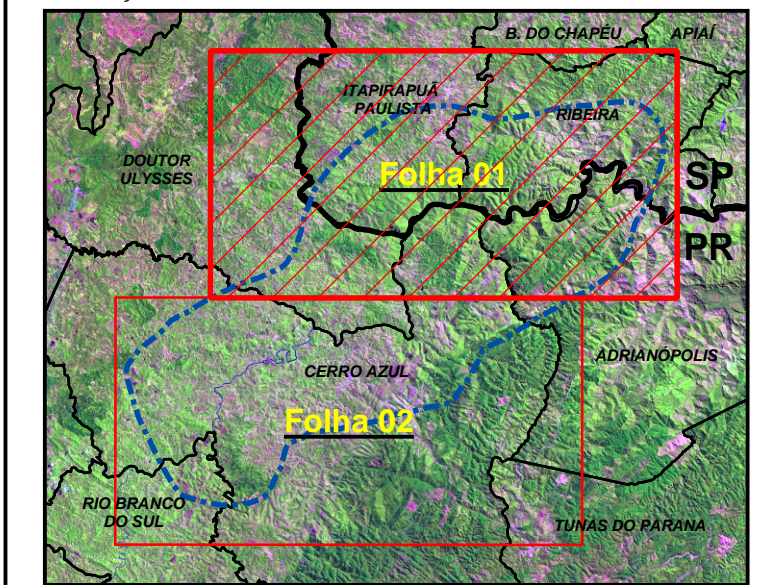 B. DO CHAPÉU
APIAÍ
ITAPIRAPUÃ
PAULISTA
RIBEIRA
DOUTOR
ULYSSES
Folha 01
SP
PR
CERRO AZUL
ADRIANÓPOLIS
Folha 02
RIO BRANCO
DO SUL
TUNAS DO PARANA